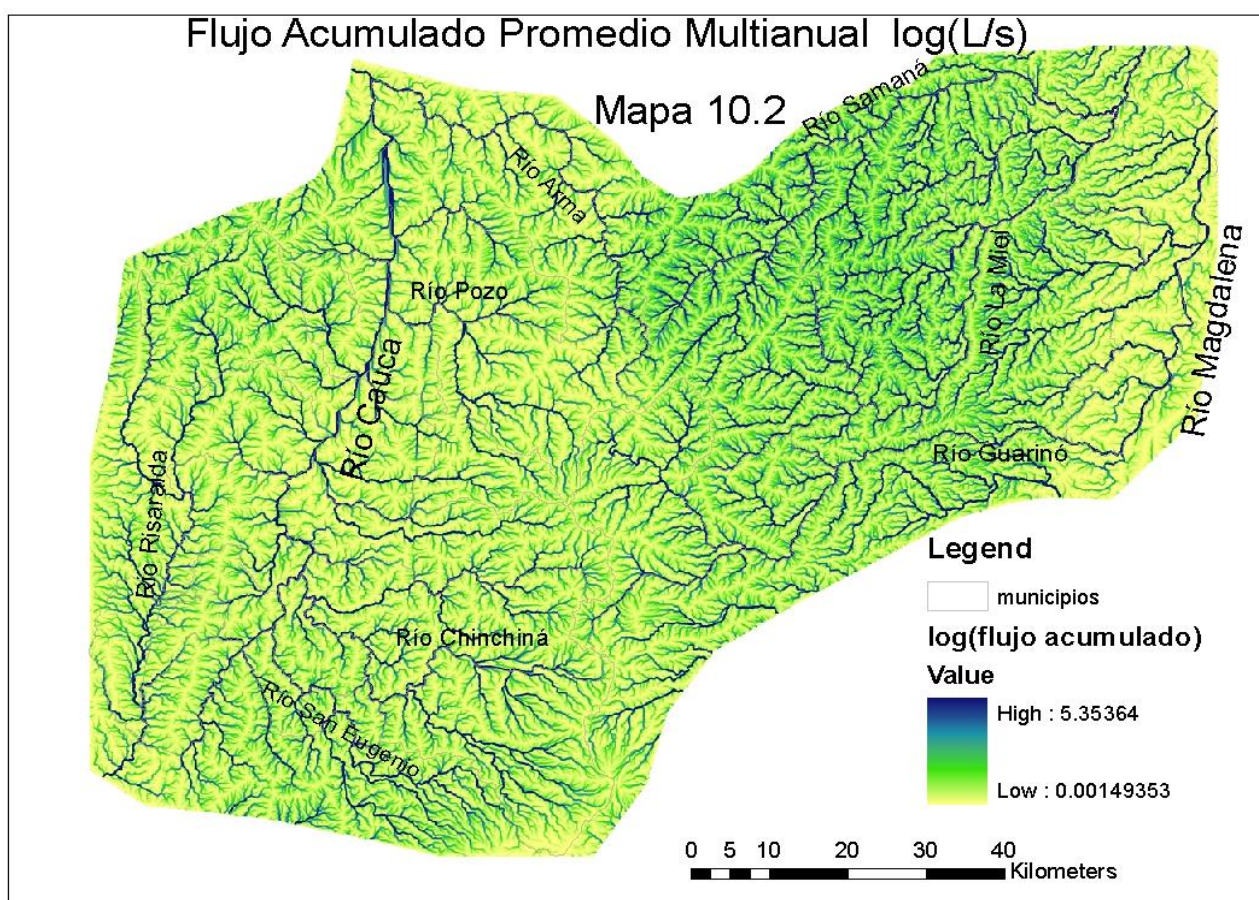 Flujo Acumulado Promedio Multianual log(L/s)
Mapa 10.2
Río Samaná
Río Arma
Río Pozo
Río La Miel
Río Magdalena
Río Cauca
Río Risaralda
Río Guarinó
Río Chinchiná
Río San Eugenio
Legend
municipios
log(flujo acumulado)
Value
High : 5.35364
Low : 0.00149353
0 5 10 20 30 40
Kilometers